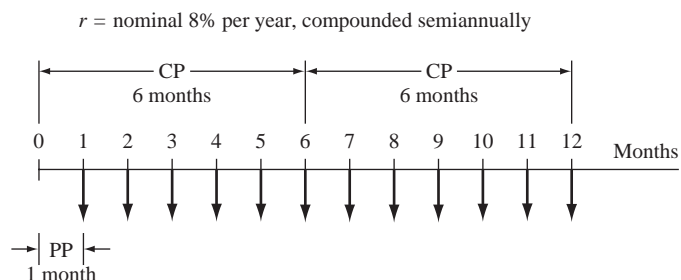 r = nominal 8% per year, compounded semiannually
CP CP
6 months 6 months
0 1 2 3 4 5 6 7 8 9 10 11 12 Months
PP
1 month